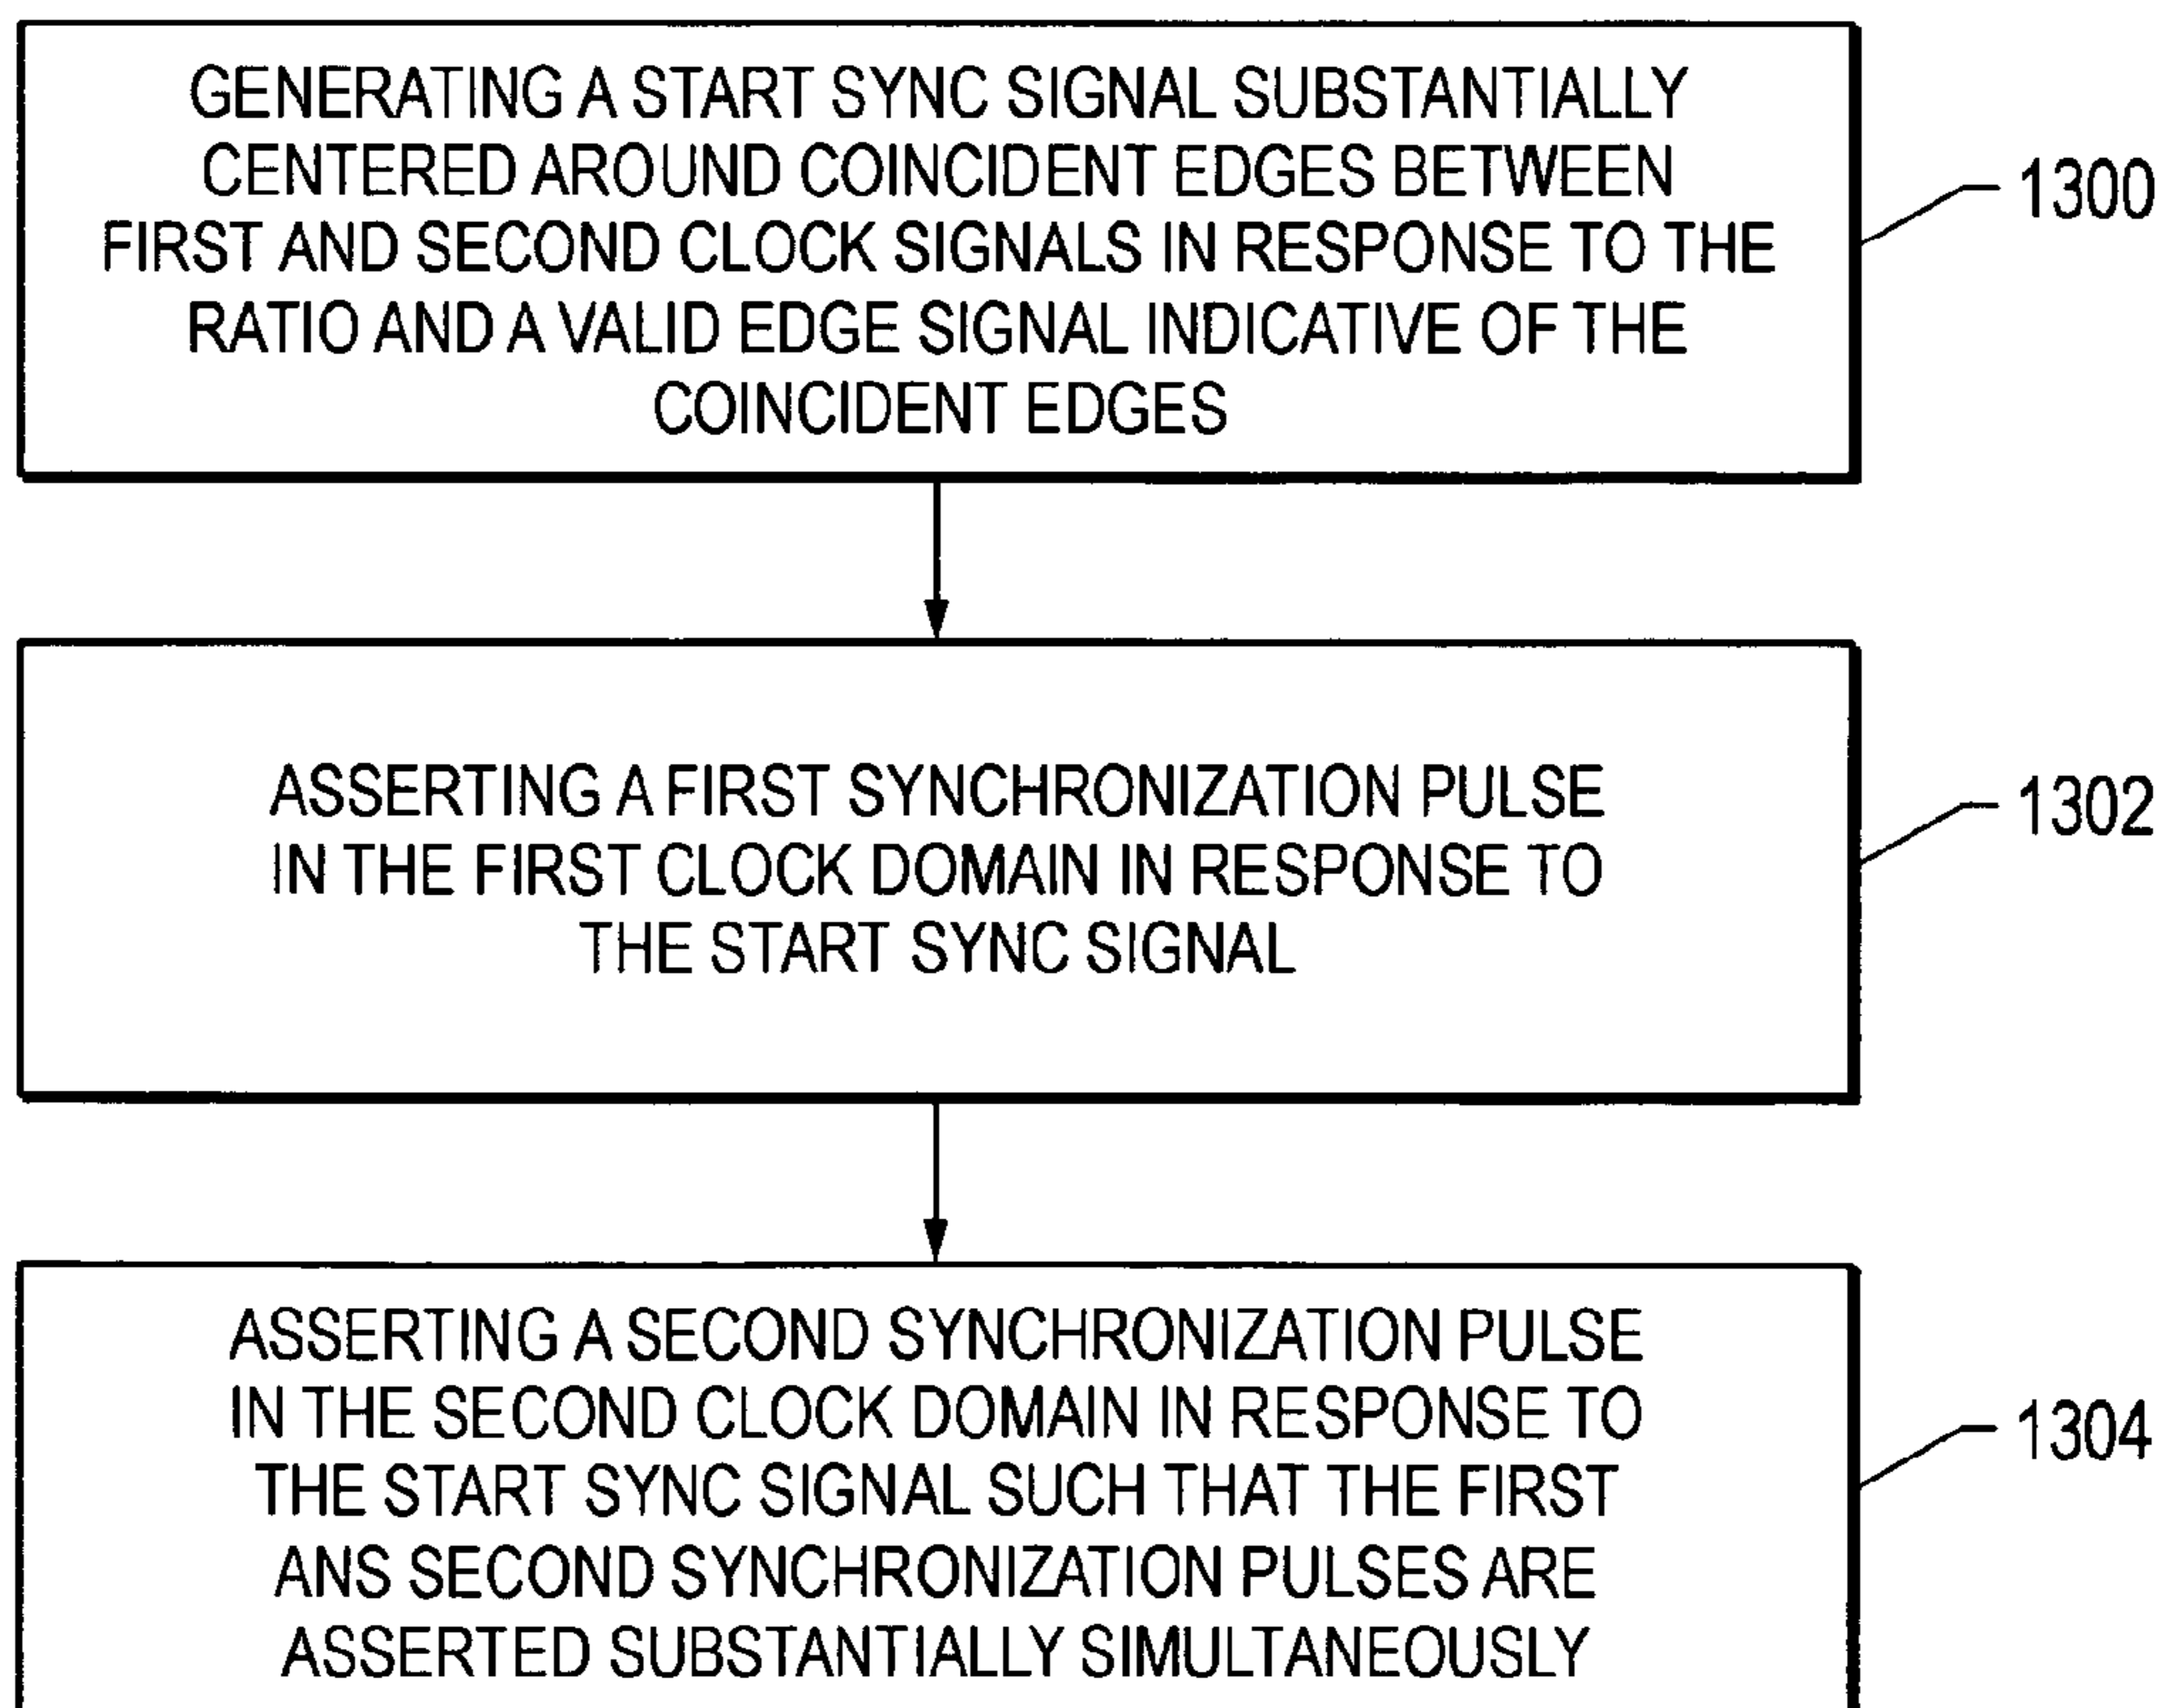 GENERATING A START SYNC SIGNAL SUBSTANTIALLY
CENTERED AROUND COINCIDENT EDGES BETWEEN
FIRST AND SECOND CLOCK SIGNALS IN RESPONSE TO THE
RATIO AND A VALID EDGE SIGNAL INDICATIVE OF THE
COINCIDENT EDGES
1300
ASSERTING A FIRST SYNCHRONIZATION PULSE
IN THE FIRST CLOCK DOMAIN IN RESPONSE TO
THE START SYNC SIGNAL
1302
ASSERTING A SECOND SYNCHRONIZATION PULSE
IN THE SECOND CLOCK DOMAIN IN RESPONSE TO
THE START SYNC SIGNAL SUCH THAT THE FIRST
ANS SECOND SYNCHRONIZATION PULSES ARE
ASSERTED SUBSTANTIALLY SIMULTANEOUSLY
1304